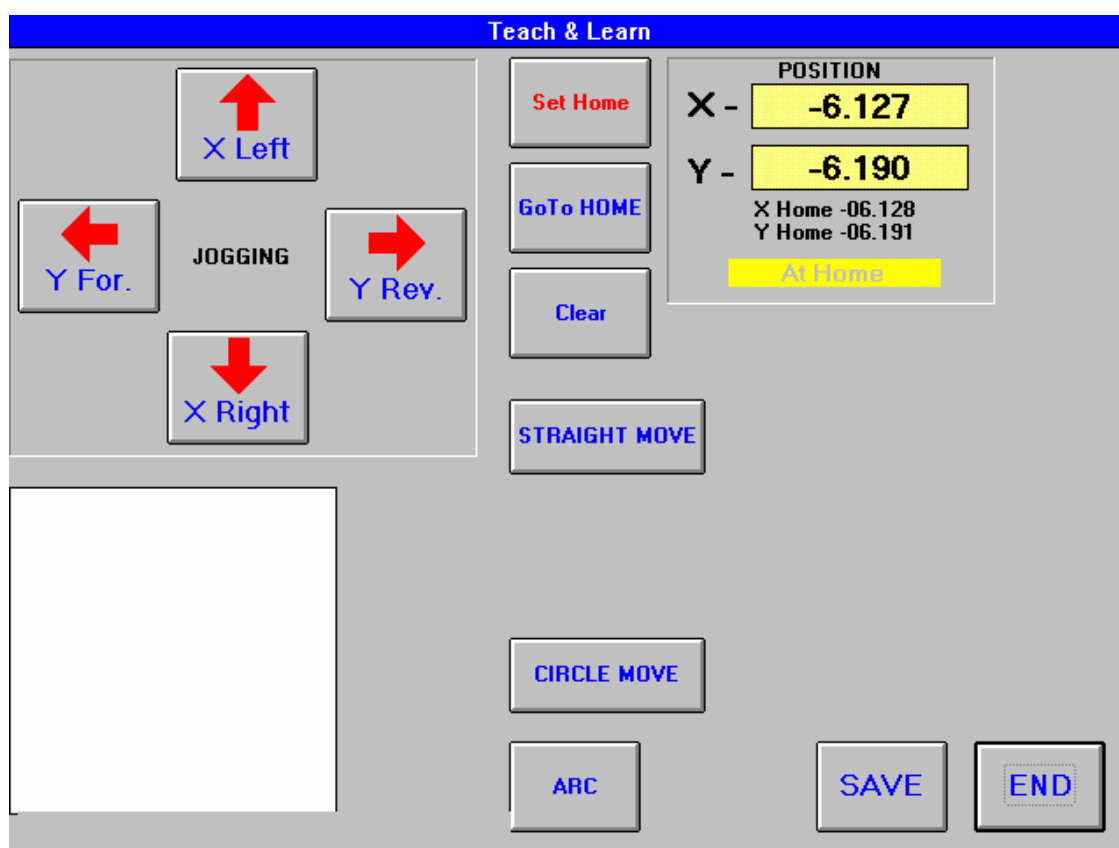 Teach & Learn
X Left
Y For.
JOGGING
Y Rev.
X Right
Set Home
GoTo HOME
Clear
STRAIGHT MOVE
CIRCLE MOVE
ARC
POSITION
X - -6.127
Y - -6.190
X Home -06.128
Y Home -06.191
At Home
SAVE
END